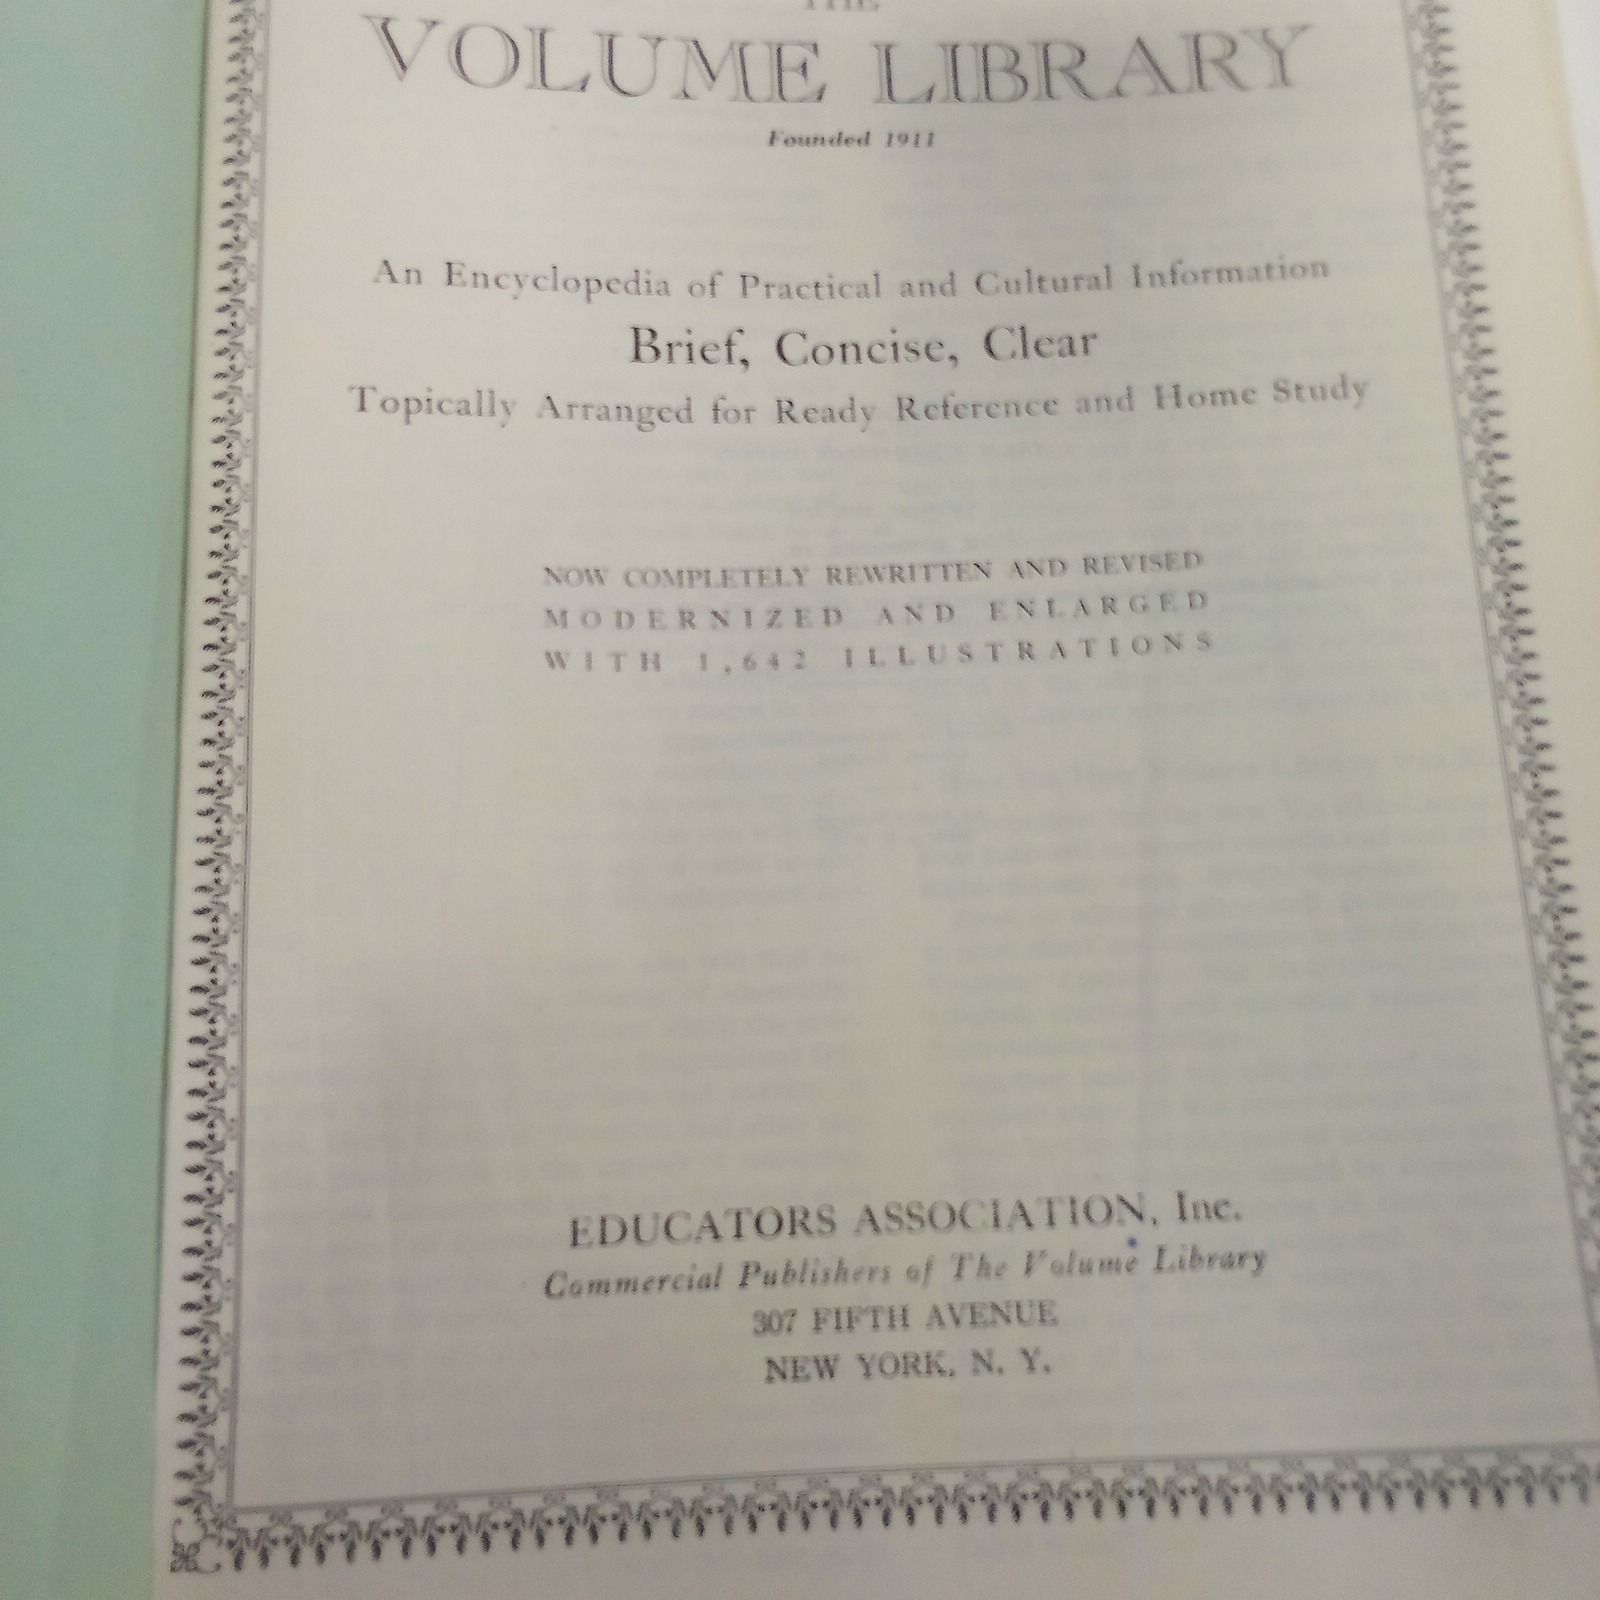 THE
VOLUME LIBRARY
Founded 1911
An Encyclopedia of Practical and Cultural Information
Brief, Concise, Clear
Topically Arranged for Ready Reference and Home Study
NOW COMPLETELY REWRITTEN AND REVISED
MODERNIZED AND ENLARGED
WITH 1,642 ILLUSTRATIONS
EDUCATORS ASSOCIATION, Inc.
Commercial Publishers of The Volume Library
307 FIFTH AVENUE
NEW YORK, N. Y.